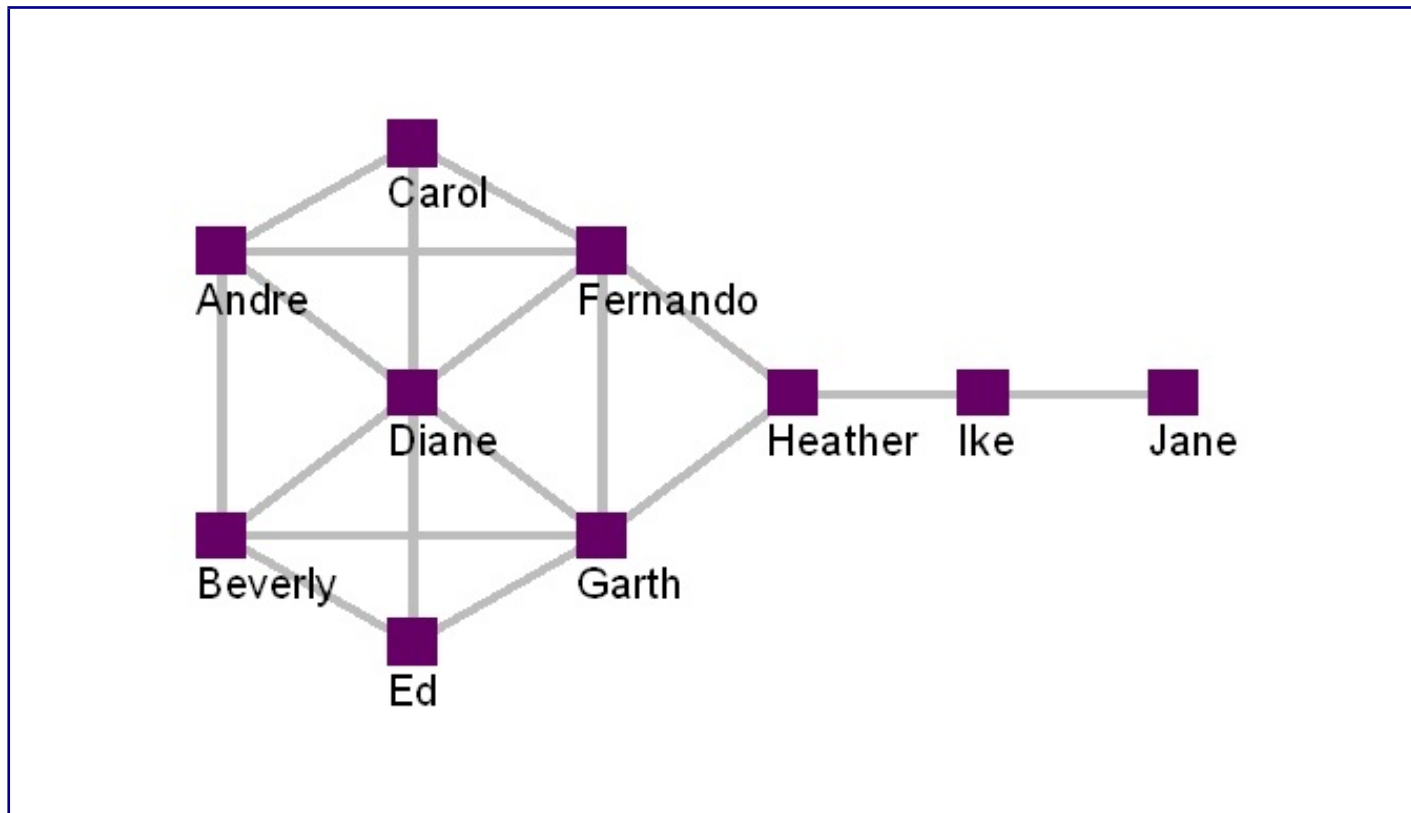 Carol
Andre
Fernando
Diane
Heather
Ike
Jane
Beverly
Garth
Ed